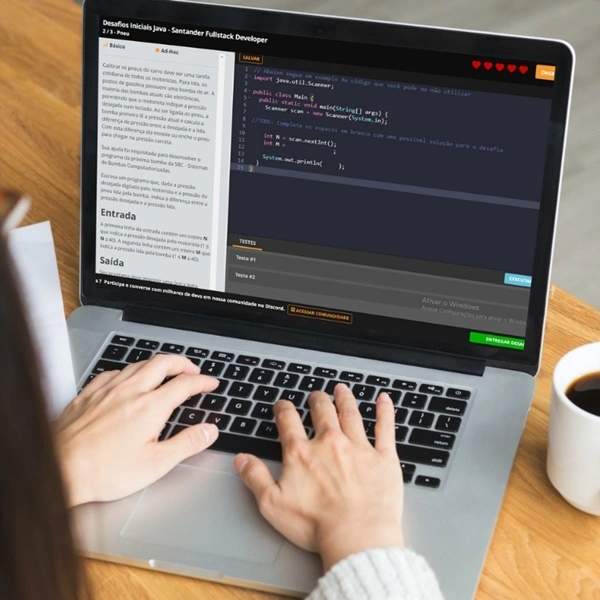 Desafios Iniciais Java - Santander Fullstack Developer
2 / 3 - Pneu
Básico
Ad-Hoc
Calibrar os pneus do carro deve ser uma tarefa
cotidiana de todos os motoristas. Para isto, os
postos de gasolina possuem uma bomba de ar. A
maioria das bombas atuais são eletrônicas,
permitindo que o motorista indique a pressão
desejada num teclado. Ao ser ligada ao pneu, a
bomba primeiro lê a pressão atual e calcula a
diferença de pressão entre a desejada e a lida.
Com esta diferença ela esvazia ou enche o pneu
para chegar na pressão correta.
Sua ajuda foi requisitada para desenvolver o
programa da próxima bomba da SBC - Sistemas
de Bombas Computadorizadas.
Escreva um programa que, dada a pressão
desejada digitada pelo motorista e a pressão do
pneu lida pela bomba, indica a diferença entre a
pressão desejada e a pressão lida.
Entrada
A primeira linha da entrada contém um inteiro N
que indica a pressão desejada pelo motorista (1 ≤
N ≤ 40). A segunda linha contém um inteiro M que
indica a pressão lida pela bomba (1 ≤ M ≤ 40).
Saída
SALVAR
1 // Abaixo segue um exemplo de código que você pode ou não utilizar
2 import java.util.Scanner;
3
4 public class Main {
5 public static void main(String[] args) {
6 Scanner scan = new Scanner(System.in);
7
8 //TODO: Complete os espaços em branco com uma possível solução para o desafio
9
10 int N = scan.nextInt();
11 int M =
12 ;
13 System.out.println( );
14 }
15 }
TESTES
Teste #1
Teste #2
EXECUTA
Ativar o Windows
Acesse Configurações para ativar o Windows
s? Participe e converse com milhares de devs em nossa comunidade no Discord.
ACESSAR COMUNIDADE
ENTREGAR DESAF